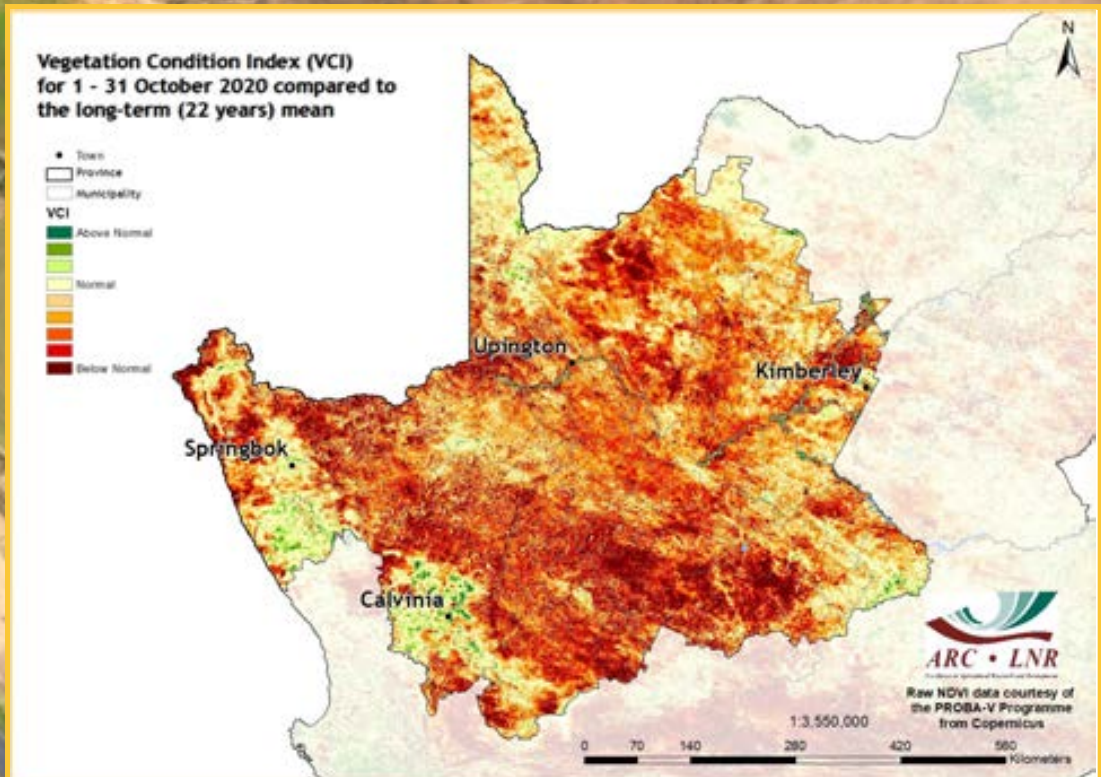 Vegetation Condition Index (VCI)
for 1 - 31 October 2020 compared to
the long-term (22 years) mean
N
Town
Province
Municipality
VCI
Above Normal
Normal
Below Normal
Upington
Kimberley
Springbok
Calvinia
ARC • LNR
Raw NDVI data courtesy of
the PROBA-V Programme
from Copernicus
1:3,550,000
0 70 140 280 420 560
Kilometers